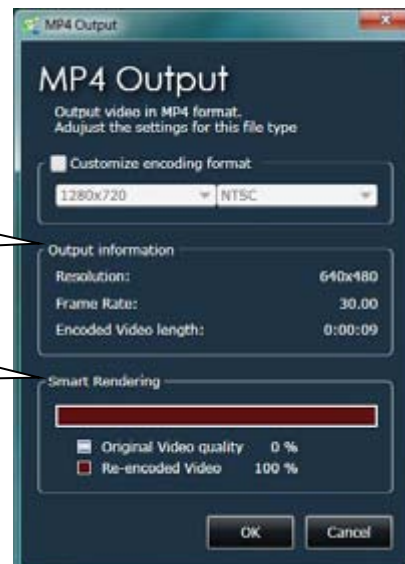 MP4 Output
MP4 Output
Output video in MP4 format.
Adujust the settings for this file type
Customize encoding format
1280x720 NTSC
Output information
Resolution: 640x480
Frame Rate: 30.00
Encoded Video length: 0:00:09
Smart Rendering
Original Video quality 0 %
Re-encoded Video 100 %
OK Cancel